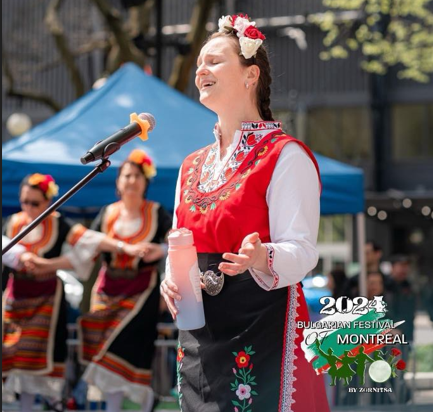 2024
BULGARIAN FESTIVAL
MONTREAL
BY ZORNITSA